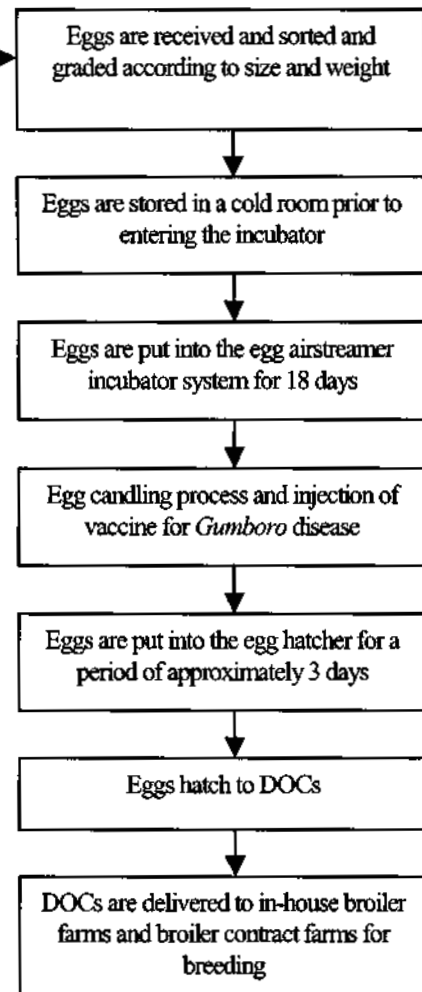 Eggs are received and sorted and
graded according to size and weight
Eggs are stored in a cold room prior to
entering the incubator
Eggs are put into the egg airstreamer
incubator system for 18 days
Egg candling process and injection of
vaccine for Gumboro disease
Eggs are put into the egg hatcher for a
period of approximately 3 days
Eggs hatch to DOCs
DOCs are delivered to in-house broiler
farms and broiler contract farms for
breeding